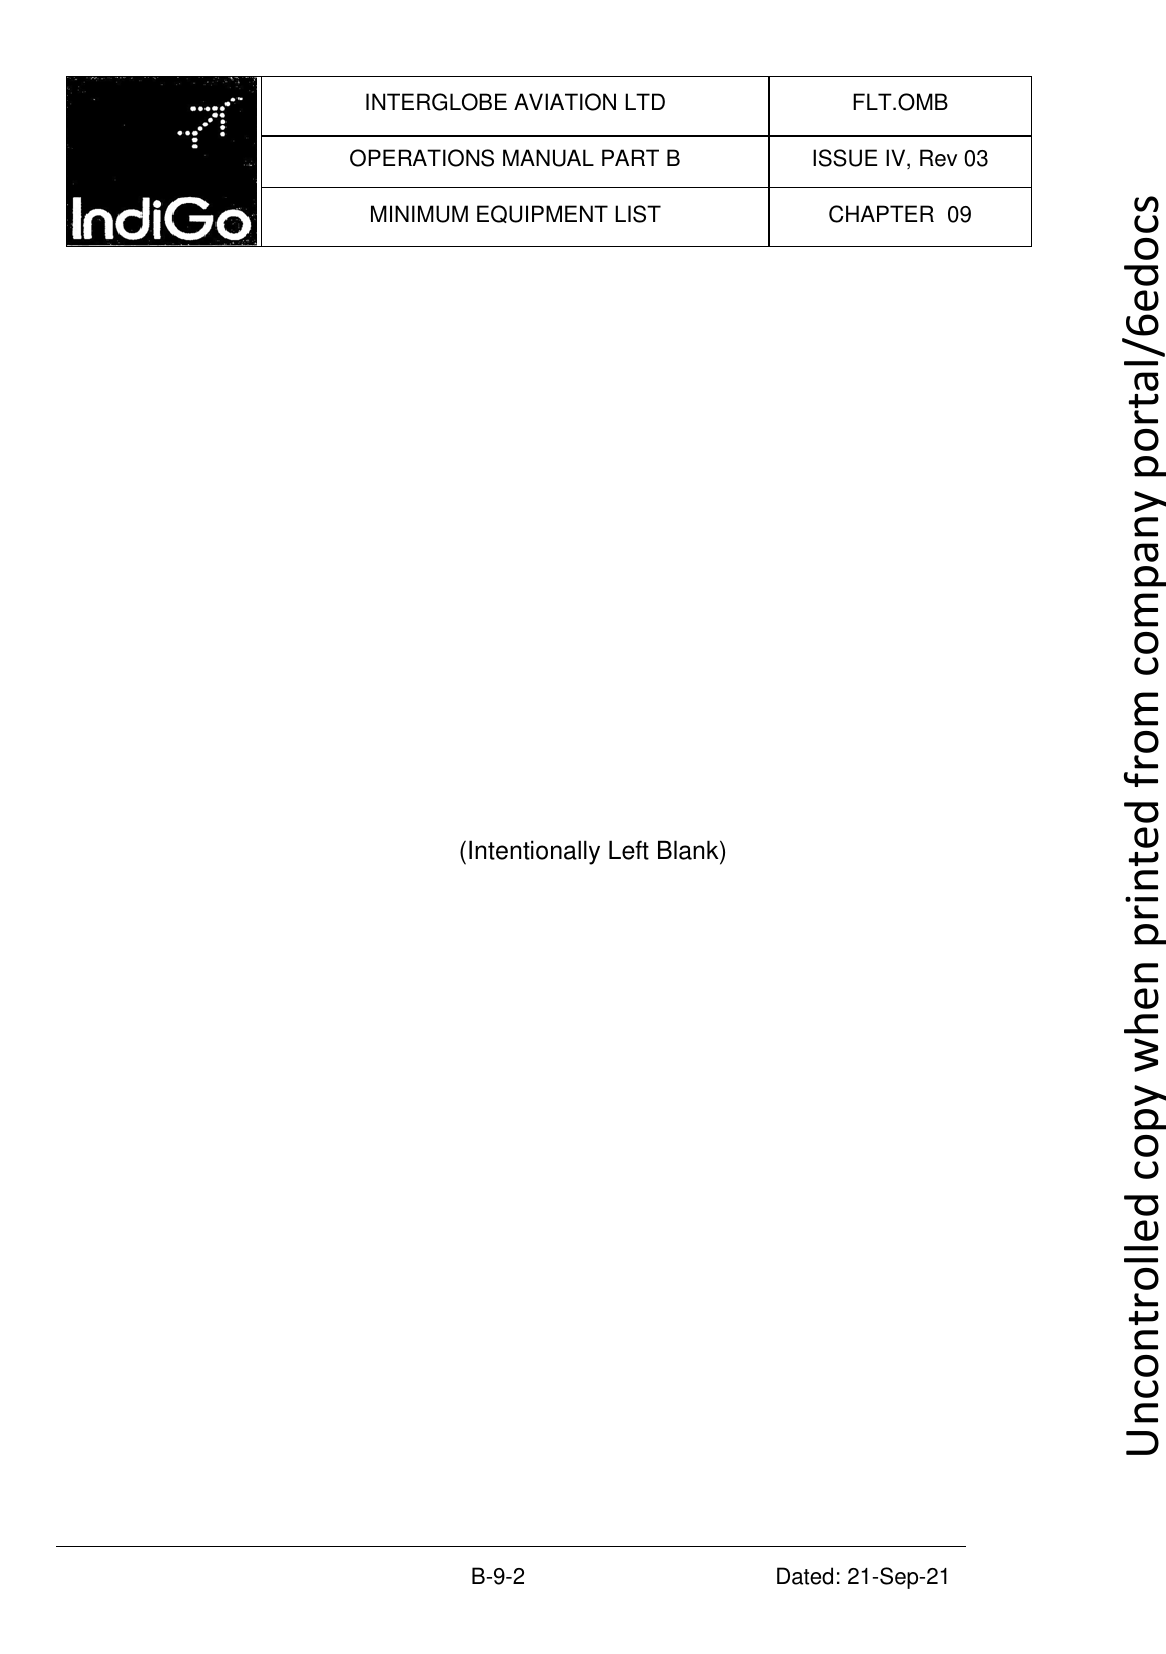 IndiGo
INTERGLOBE AVIATION LTD
FLT.OMB
OPERATIONS MANUAL PART B
ISSUE IV, Rev 03
MINIMUM EQUIPMENT LIST
CHAPTER  09
(Intentionally Left Blank)
B-9-2
Dated: 21-Sep-21
Uncontrolled copy when printed from company portal/6edocs